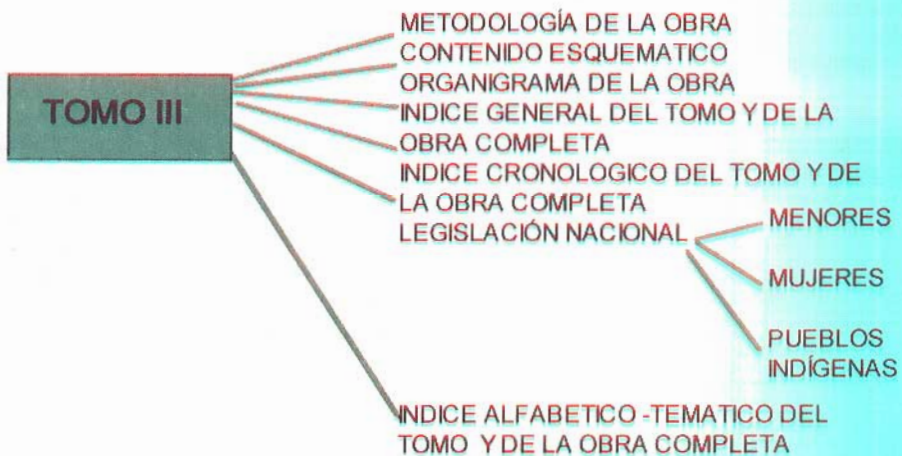 TOMO III
METODOLOGÍA DE LA OBRA
CONTENIDO ESQUEMATICO
ORGANIGRAMA DE LA OBRA
INDICE GENERAL DEL TOMO Y DE LA
OBRA COMPLETA
INDICE CRONOLOGICO DEL TOMO Y DE
LA OBRA COMPLETA
LEGISLACIÓN NACIONAL
MENORES
MUJERES
PUEBLOS
INDÍGENAS
INDICE ALFABETICO -TEMATICO DEL
TOMO Y DE LA OBRA COMPLETA